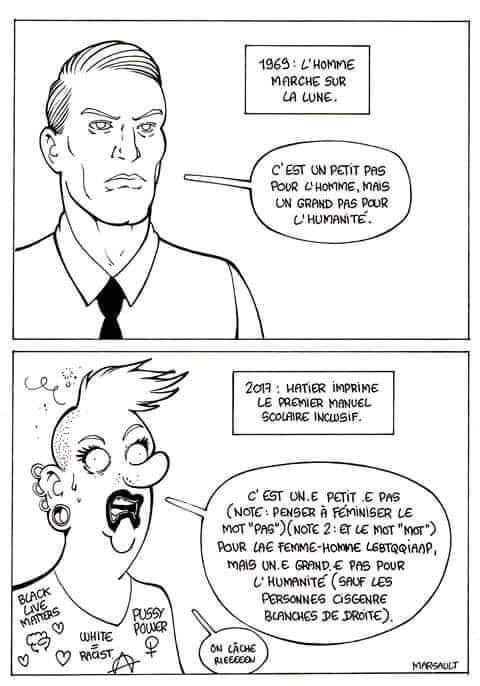 1969 : L'HOMME
MARCHE SUR
LA LUNE.
C'EST UN PETIT PAS
POUR L'HOMME, MAIS
UN GRAND PAS POUR
L'HUMANITÉ.
2017 : HATIER IMPRIME
LE PREMIER MANUEL
SCOLAIRE INCLUSIF.
C'EST UN.E PETIT.E PAS
(NOTE : PENSER À FÉMINISER LE
MOT "PAS") (NOTE 2 : ET LE MOT "MOT")
POUR LAE FEMME-HOMME LGBTQQIAAP,
MAIS UN.E GRAND.E PAS POUR
L'HUMANITÉ (SAUF LES
PERSONNES CISGENRE
BLANCHES DE DROITE).
BLACK
LIVE
MATTERS
WHITE
=
RACIST
PUSSY
POWER
ON LÂCHE
RIEEEEEN
MARSAULT